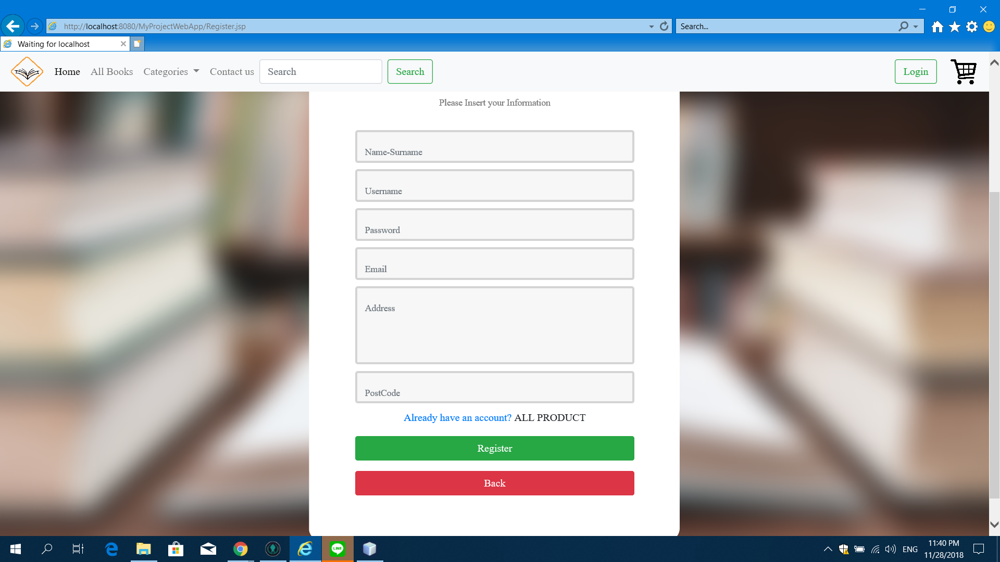 http://localhost:8080/MyProjectWebApp/Register.jsp
Search...
Waiting for localhost
Home
All Books
Categories
Contact us
Search
Search
Login
Please Insert your Information
Name-Surname
Username
Password
Email
Address
PostCode
Already have an account? ALL PRODUCT
Register
Back
LINE
ENG
11:40 PM
11/28/2018